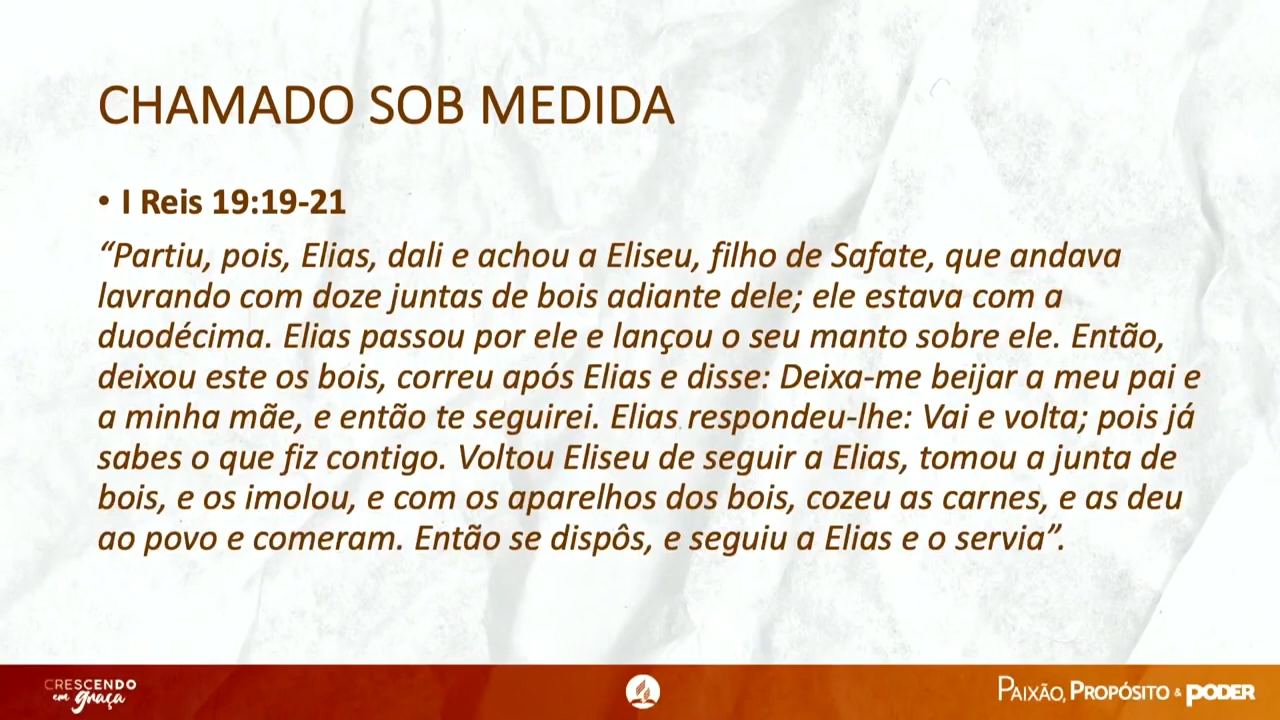 CHAMADO SOB MEDIDA
• I Reis 19:19-21
“Partiu, pois, Elias, dali e achou a Eliseu, filho de Safate, que andava
lavrando com doze juntas de bois adiante dele; ele estava com a
duodécima. Elias passou por ele e lançou o seu manto sobre ele. Então,
deixou este os bois, correu após Elias e disse: Deixa-me beijar a meu pai e
a minha mãe, e então te seguirei. Elias respondeu-lhe: Vai e volta; pois já
sabes o que fiz contigo. Voltou Eliseu de seguir a Elias, tomou a junta de
bois, e os imolou, e com os aparelhos dos bois, cozeu as carnes, e as deu
ao povo e comeram. Então se dispôs, e seguiu a Elias e o servia”.
CRESCENDO
em graça
PAIXÃO, PROPÓSITO & PODER